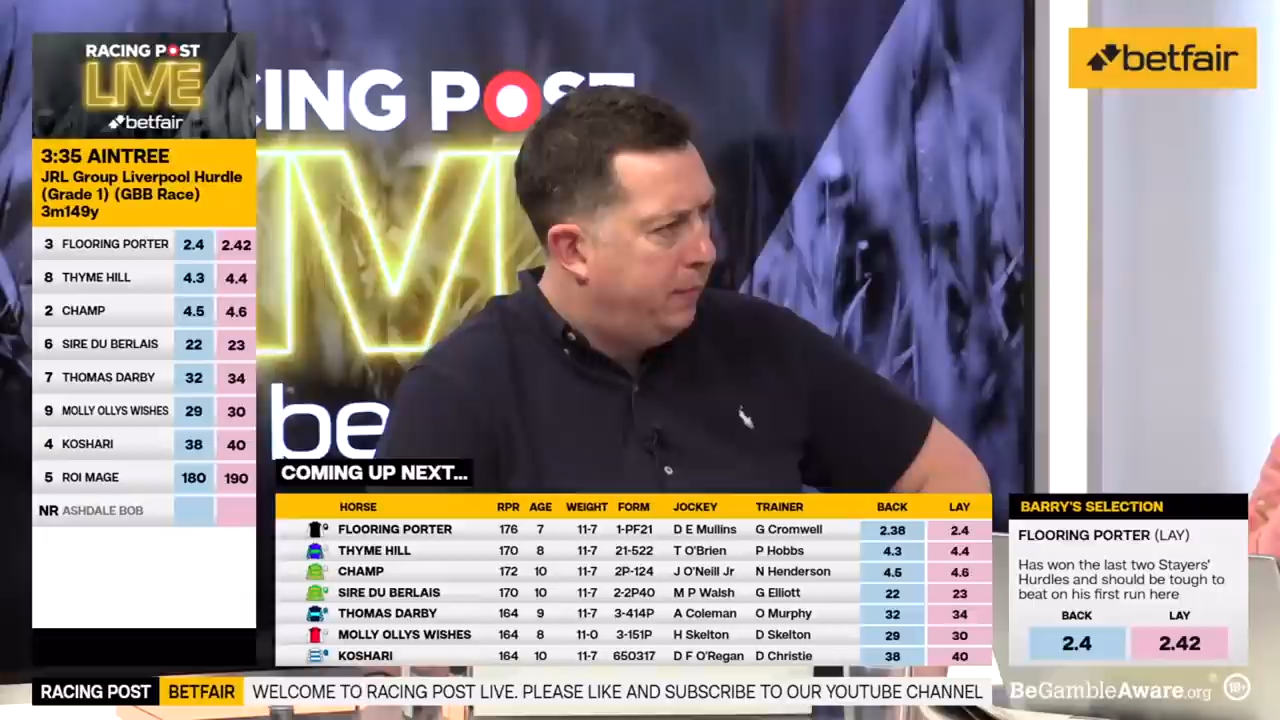 RACING POST
LIVE
betfair
3:35 AINTREE
JRL Group Liverpool Hurdle
(Grade 1) (GBB Race)
3m149y
3 FLOORING PORTER 2.4 2.42
8 THYME HILL 4.3 4.4
2 CHAMP 4.5 4.6
6 SIRE DU BERLAIS 22 23
7 THOMAS DARBY 32 34
9 MOLLY OLLYS WISHES 29 30
4 KOSHARI 38 40
5 ROI MAGE 180 190
NR ASHDALE BOB
CING POST
be
betfair
COMING UP NEXT...
HORSE RPR AGE WEIGHT FORM JOCKEY TRAINER BACK LAY
FLOORING PORTER 176 7 11-7 1-PF21 D E Mullins G Cromwell 2.38 2.4
THYME HILL 170 8 11-7 21-522 T O'Brien P Hobbs 4.3 4.4
CHAMP 172 10 11-7 2P-124 J O'Neill Jr N Henderson 4.5 4.6
SIRE DU BERLAIS 170 10 11-7 2-2P40 M P Walsh G Elliott 22 23
THOMAS DARBY 164 9 11-7 3-414P A Coleman O Murphy 32 34
MOLLY OLLYS WISHES 164 8 11-0 3-151P H Skelton D Skelton 29 30
KOSHARI 164 10 11-7 650317 D F O'Regan D Christie 38 40
BARRY'S SELECTION
FLOORING PORTER (LAY)
Has won the last two Stayers'
Hurdles and should be tough to
beat on his first run here
BACK LAY
2.4 2.42
RACING POST BETFAIR WELCOME TO RACING POST LIVE. PLEASE LIKE AND SUBSCRIBE TO OUR YOUTUBE CHANNEL
BeGambleAware.org 18+